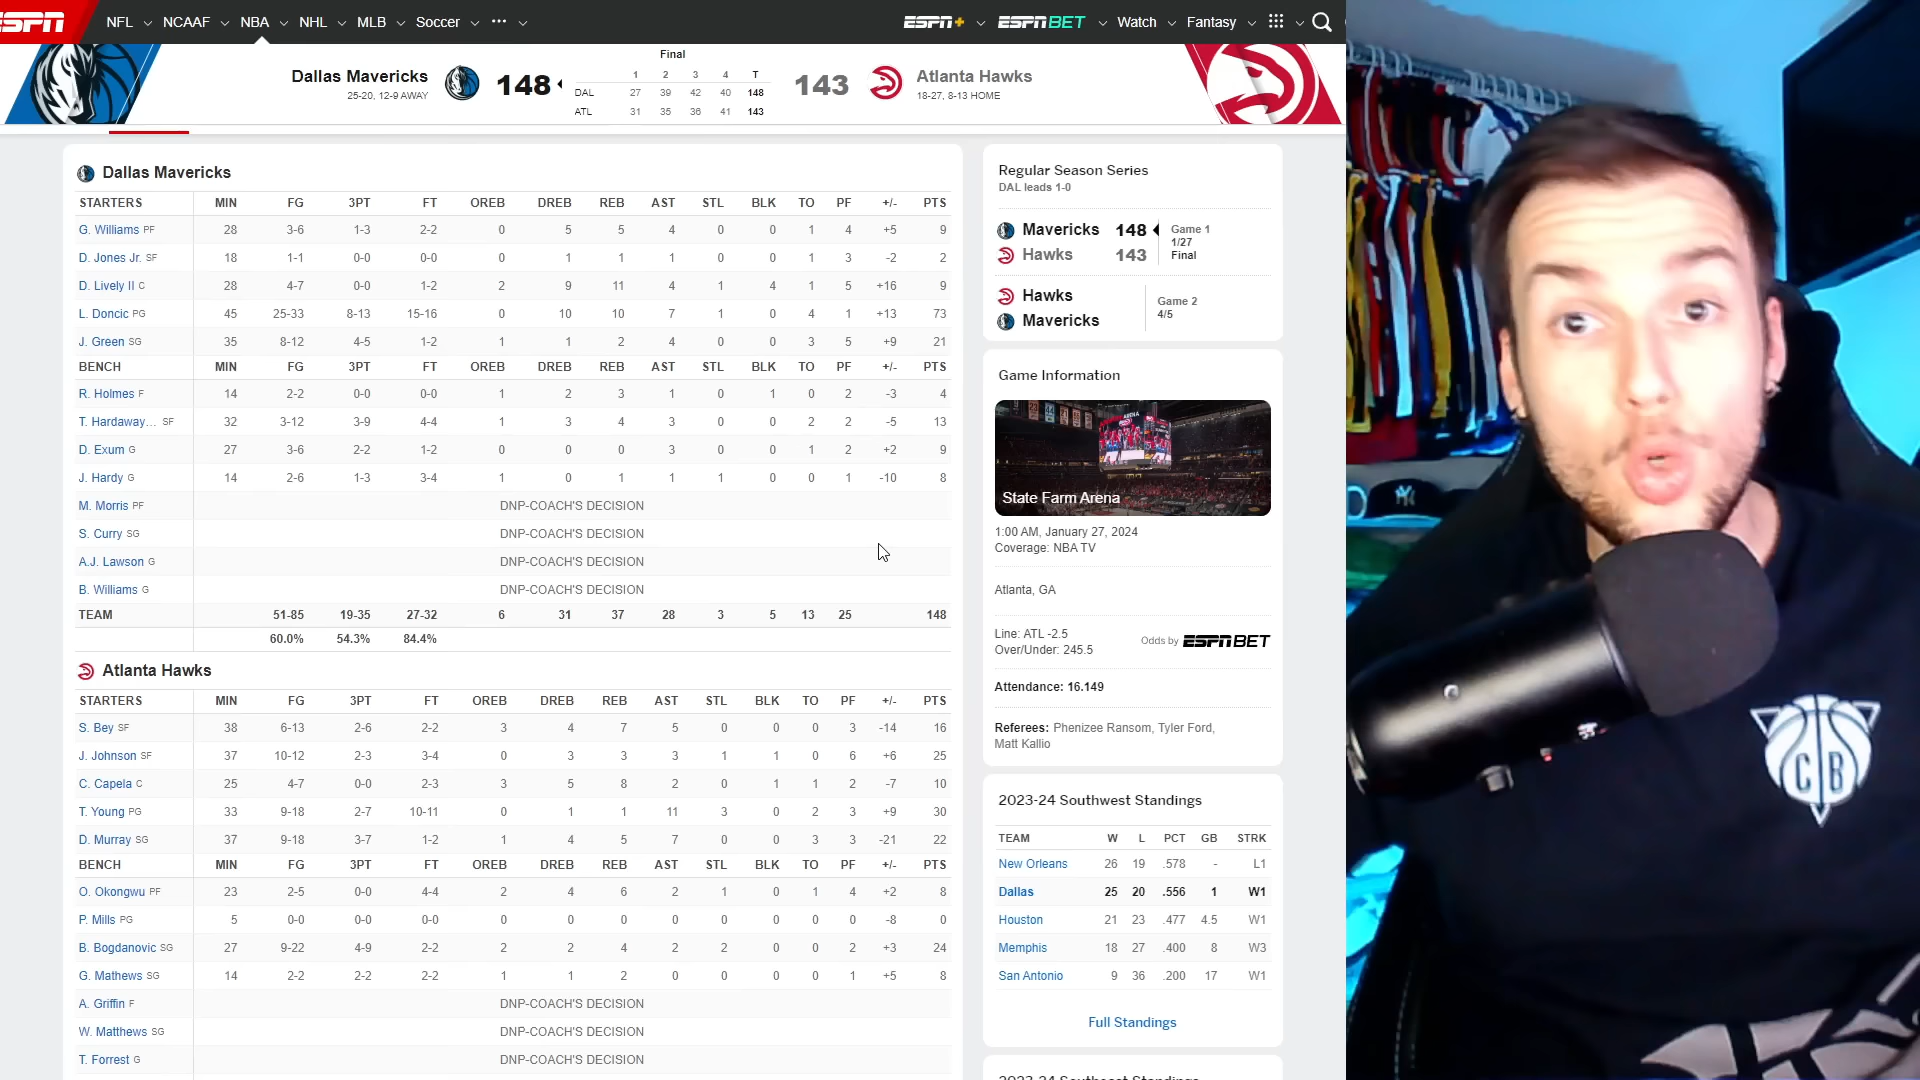 ESPN NFL NCAAF NBA NHL MLB Soccer ••• ESPN+ ESPN BET Watch Fantasy
Final
Dallas Mavericks 148 143 Atlanta Hawks
25-20, 12-9 AWAY 18-27, 8-13 HOME
1 2 3 4 T
DAL 27 39 42 40 148
ATL 31 35 36 41 143
Dallas Mavericks
STARTERS MIN FG 3PT FT OREB DREB REB AST STL BLK TO PF +/- PTS
G. Williams PF 28 3-6 1-3 2-2 0 5 5 4 0 0 1 4 +5 9
D. Jones Jr. SF 18 1-1 0-0 0-0 0 1 1 1 0 0 1 3 -2 2
D. Lively II C 28 4-7 0-0 1-2 2 9 11 4 1 4 1 5 +16 9
L. Doncic PG 45 25-33 8-13 15-16 0 10 10 7 1 0 4 1 +13 73
J. Green SG 35 8-12 4-5 1-2 1 1 2 4 0 0 3 5 +9 21
BENCH MIN FG 3PT FT OREB DREB REB AST STL BLK TO PF +/- PTS
R. Holmes F 14 2-2 0-0 0-0 1 2 3 1 0 1 0 2 -3 4
T. Hardaway... SF 32 3-12 3-9 4-4 1 3 4 3 0 0 2 2 -5 13
D. Exum G 27 3-6 2-2 1-2 0 0 0 3 0 0 1 2 +2 9
J. Hardy G 14 2-6 1-3 3-4 1 0 1 1 1 0 0 1 -10 8
M. Morris PF DNP-COACH'S DECISION
S. Curry SG DNP-COACH'S DECISION
A.J. Lawson G DNP-COACH'S DECISION
B. Williams G DNP-COACH'S DECISION
TEAM 51-85 19-35 27-32 6 31 37 28 3 5 13 25 148
60.0% 54.3% 84.4%
Atlanta Hawks
STARTERS MIN FG 3PT FT OREB DREB REB AST STL BLK TO PF +/- PTS
S. Bey SF 38 6-13 2-6 2-2 3 4 7 5 0 0 0 3 -14 16
J. Johnson SF 37 10-12 2-3 3-4 0 3 3 3 1 1 0 6 +6 25
C. Capela C 25 4-7 0-0 2-3 3 5 8 2 0 1 1 2 -7 10
T. Young PG 33 9-18 2-7 10-11 0 1 1 11 3 0 2 3 +9 30
D. Murray SG 37 9-18 3-7 1-2 1 4 5 7 0 0 3 3 -21 22
BENCH MIN FG 3PT FT OREB DREB REB AST STL BLK TO PF +/- PTS
O. Okongwu PF 23 2-5 0-0 4-4 2 4 6 2 1 0 1 4 +2 8
P. Mills PG 5 0-0 0-0 0-0 0 0 0 0 0 0 0 0 -8 0
B. Bogdanovic SG 27 9-22 4-9 2-2 2 2 4 2 2 0 0 2 +3 24
G. Mathews SG 14 2-2 2-2 2-2 1 1 2 0 0 0 0 1 +5 8
A. Griffin F DNP-COACH'S DECISION
W. Matthews SG DNP-COACH'S DECISION
T. Forrest G DNP-COACH'S DECISION
Regular Season Series
DAL leads 1-0
Mavericks 148 Game 1
1/27
Hawks 143 Final
Hawks Game 2
Mavericks 4/5
Game Information
State Farm Arena
1:00 AM, January 27, 2024
Coverage: NBA TV
Atlanta, GA
Line: ATL -2.5
Over/Under: 245.5
Odds by ESPN BET
Attendance: 16.149
Referees: Phenizee Ransom, Tyler Ford,
Matt Kallio
2023-24 Southwest Standings
TEAM W L PCT GB STRK
New Orleans 26 19 .578 - L1
Dallas 25 20 .556 1 W1
Houston 21 23 .477 4.5 W1
Memphis 18 27 .400 8 W3
San Antonio 9 36 .200 17 W1
Full Standings
2023-24 Southeast Standings
CB